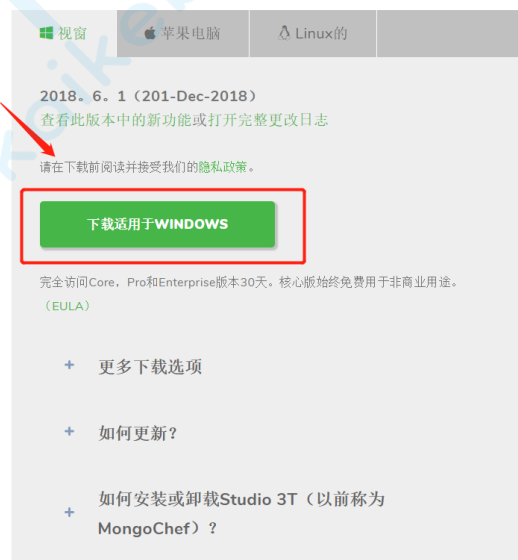 视窗 苹果电脑 Linux的
2018。6。1（201-Dec-2018）
查看此版本中的新功能或打开完整更改日志
请在下载前阅读并接受我们的隐私政策。
下载适用于WINDOWS
完全访问Core，Pro和Enterprise版本30天。核心版始终免费用于非商业用途。
（EULA）
+ 更多下载选项
+ 如何更新？
+ 如何安装或卸载Studio 3T（以前称为
MongoChef）？